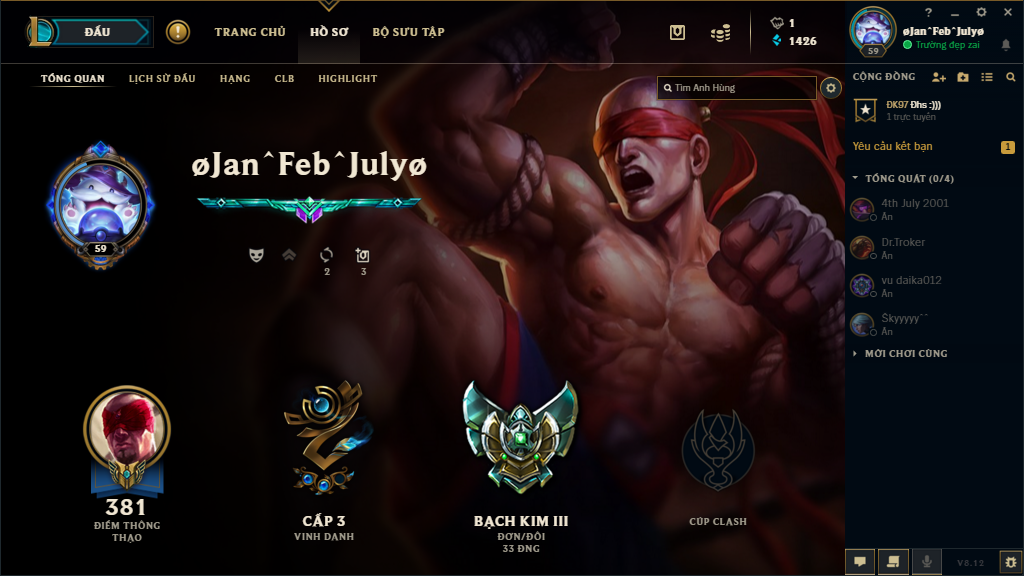 ĐẤU
TRANG CHỦ
HỒ SƠ
BỘ SƯU TẬP
1
1426
?
59
øJan^Feb^Julyø
Trường đẹp zai
TỔNG QUAN
LỊCH SỬ ĐẤU
HẠNG
CLB
HIGHLIGHT
Tìm Anh Hùng
CỘNG ĐỒNG
ĐK97 Đhs :)))
1 trực tuyến
Yêu cầu kết bạn
1
TỔNG QUÁT (0/4)
4th July 2001
Ẩn
Dr.Troker
Ẩn
vu daika012
Ẩn
Skyyyyy^^
Ẩn
MỚI CHƠI CÙNG
øJan^Feb^Julyø
59
2
3
381
ĐIỂM THÔNG
THẠO
CẤP 3
VINH DANH
BẠCH KIM III
ĐƠN/ĐÔI
33 ĐNG
CÚP CLASH
V8.12